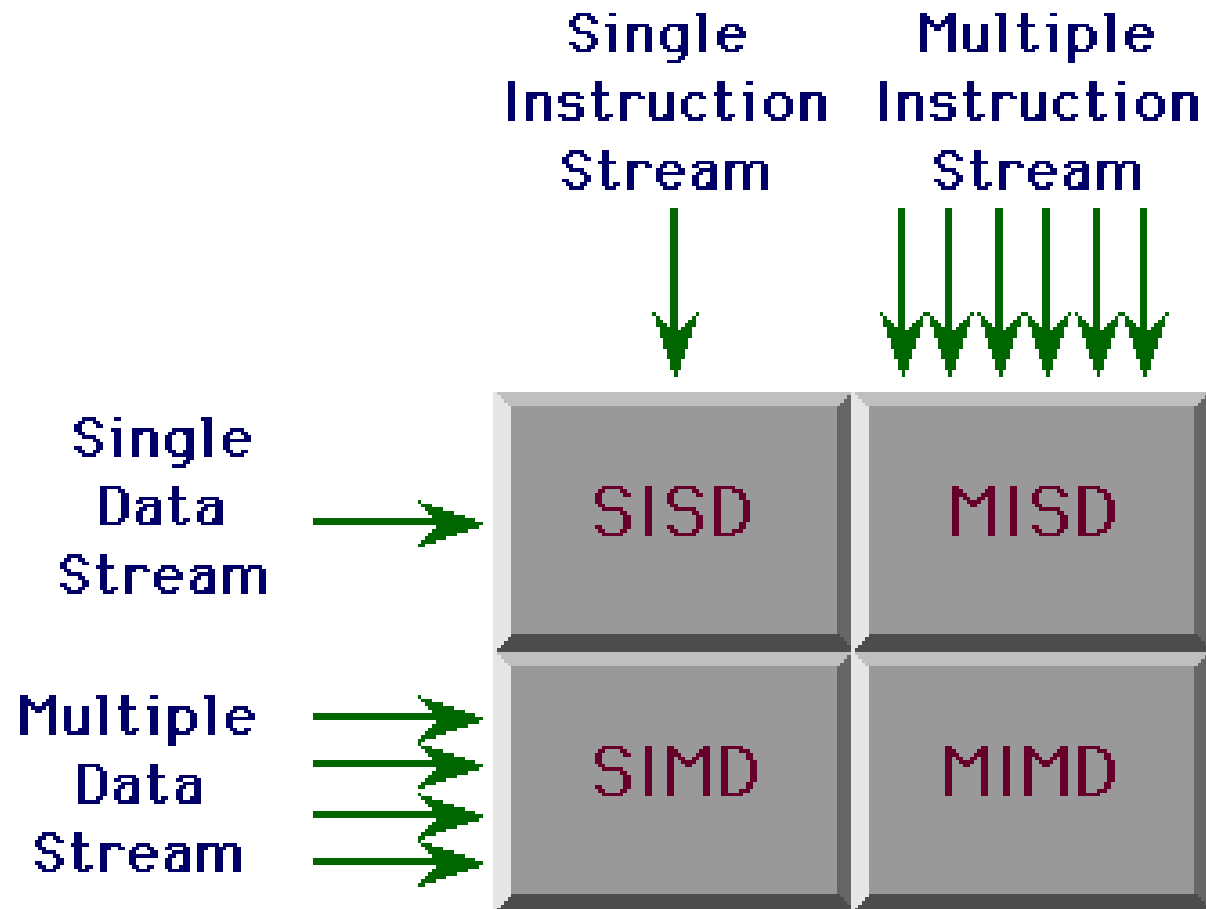 Single
Instruction
Stream
Multiple
Instruction
Stream
Single
Data
Stream
SISD
MISD
Multiple
Data
Stream
SIMD
MIMD